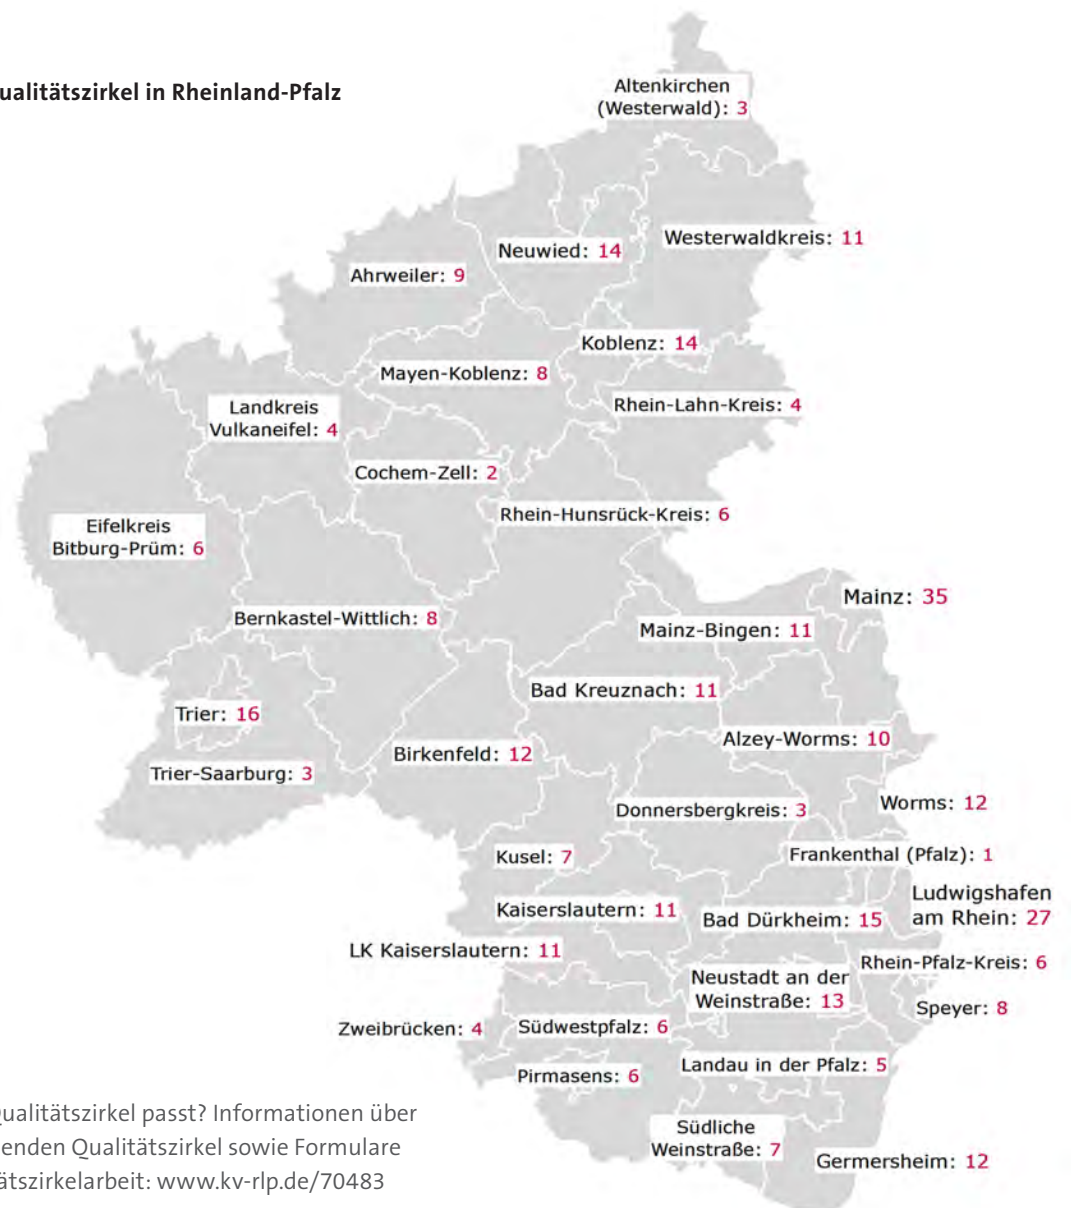 ualitätszirkel in Rheinland-Pfalz
Altenkirchen
(Westerwald): 3
Westerwaldkreis: 11
Neuwied: 14
Ahrweiler: 9
Koblenz: 14
Mayen-Koblenz: 8
Rhein-Lahn-Kreis: 4
Landkreis
Vulkaneifel: 4
Cochem-Zell: 2
Rhein-Hunsrück-Kreis: 6
Eifelkreis
Bitburg-Prüm: 6
Mainz: 35
Bernkastel-Wittlich: 8
Mainz-Bingen: 11
Bad Kreuznach: 11
Trier: 16
Alzey-Worms: 10
Birkenfeld: 12
Trier-Saarburg: 3
Worms: 12
Donnersbergkreis: 3
Frankenthal (Pfalz): 1
Kusel: 7
Ludwigshafen
am Rhein: 27
Kaiserslautern: 11
Bad Dürkheim: 15
LK Kaiserslautern: 11
Rhein-Pfalz-Kreis: 6
Neustadt an der
Weinstraße: 13
Speyer: 8
Zweibrücken: 4
Südwestpfalz: 6
Landau in der Pfalz: 5
Pirmasens: 6
Südliche
Weinstraße: 7
Germersheim: 12
ualitätszirkel passt? Informationen über
enden Qualitätszirkel sowie Formulare
ätszirkelarbeit: www.kv-rlp.de/70483